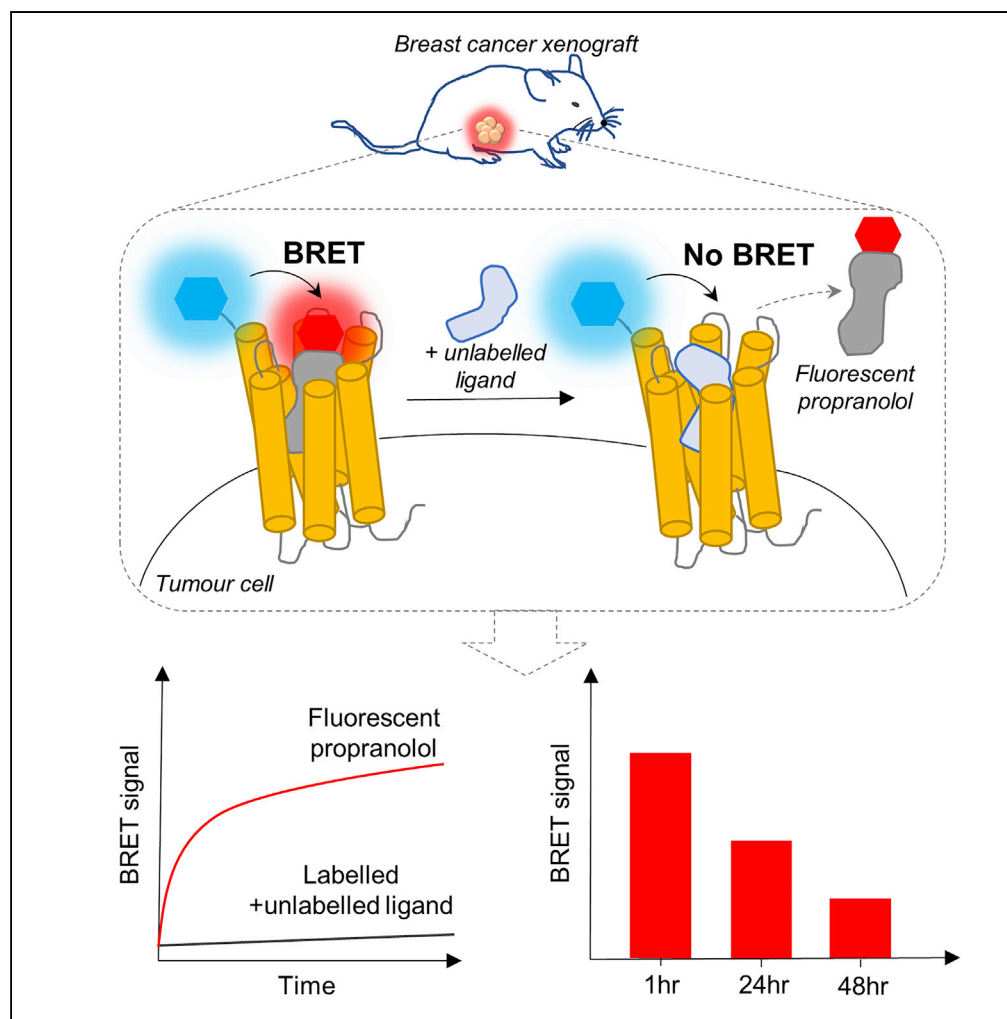 Breast cancer xenograft
BRET
No BRET
+ unlabelled
ligand
Fluorescent
propranolol
Tumour cell
BRET signal
Fluorescent
propranolol
Labelled
+unlabelled ligand
Time
BRET signal
1hr
24hr
48hr